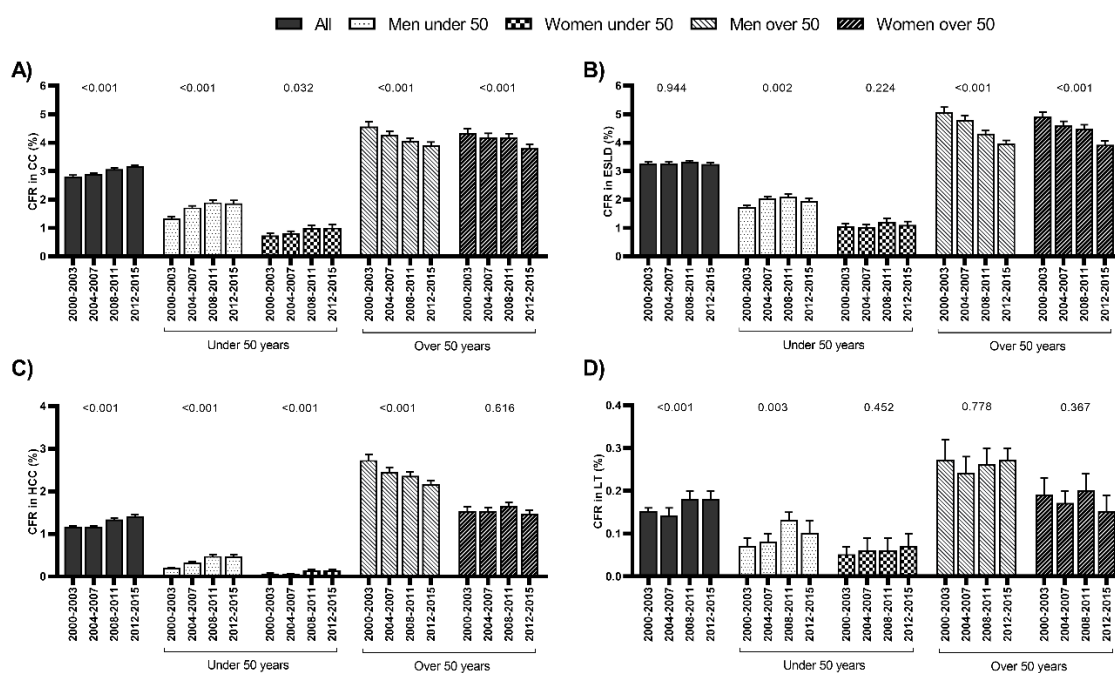 All Men under 50 Women under 50 Men over 50 Women over 50
A)
<0.001 <0.001 0.032 <0.001 <0.001
CFR in CC (%)
6
5
4
3
2
1
0
2000-2003 2004-2007 2008-2011 2012-2015 2000-2003 2004-2007 2008-2011 2012-2015 2000-2003 2004-2007 2008-2011 2012-2015 2000-2003 2004-2007 2008-2011 2012-2015 2000-2003 2004-2007 2008-2011 2012-2015
Under 50 years Over 50 years
B)
0.944 0.002 0.224 <0.001 <0.001
CFR in ESLD (%)
6
5
4
3
2
1
0
2000-2003 2004-2007 2008-2011 2012-2015 2000-2003 2004-2007 2008-2011 2012-2015 2000-2003 2004-2007 2008-2011 2012-2015 2000-2003 2004-2007 2008-2011 2012-2015 2000-2003 2004-2007 2008-2011 2012-2015
Under 50 years Over 50 years
C)
<0.001 <0.001 <0.001 <0.001 0.616
CFR in HCC (%)
4
3
2
1
0
2000-2003 2004-2007 2008-2011 2012-2015 2000-2003 2004-2007 2008-2011 2012-2015 2000-2003 2004-2007 2008-2011 2012-2015 2000-2003 2004-2007 2008-2011 2012-2015 2000-2003 2004-2007 2008-2011 2012-2015
Under 50 years Over 50 years
D)
<0.001 0.003 0.452 0.778 0.367
CFR in LT (%)
0.4
0.3
0.2
0.1
0.0
2000-2003 2004-2007 2008-2011 2012-2015 2000-2003 2004-2007 2008-2011 2012-2015 2000-2003 2004-2007 2008-2011 2012-2015 2000-2003 2004-2007 2008-2011 2012-2015 2000-2003 2004-2007 2008-2011 2012-2015
Under 50 years Over 50 years